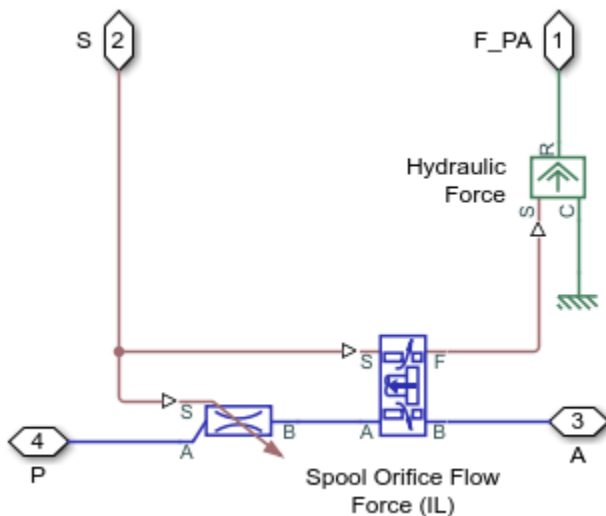 S 2
F_PA 1
R
Hydraulic
Force
S C
S F
S
A B A B
4
P
3
A
Spool Orifice Flow
Force (IL)